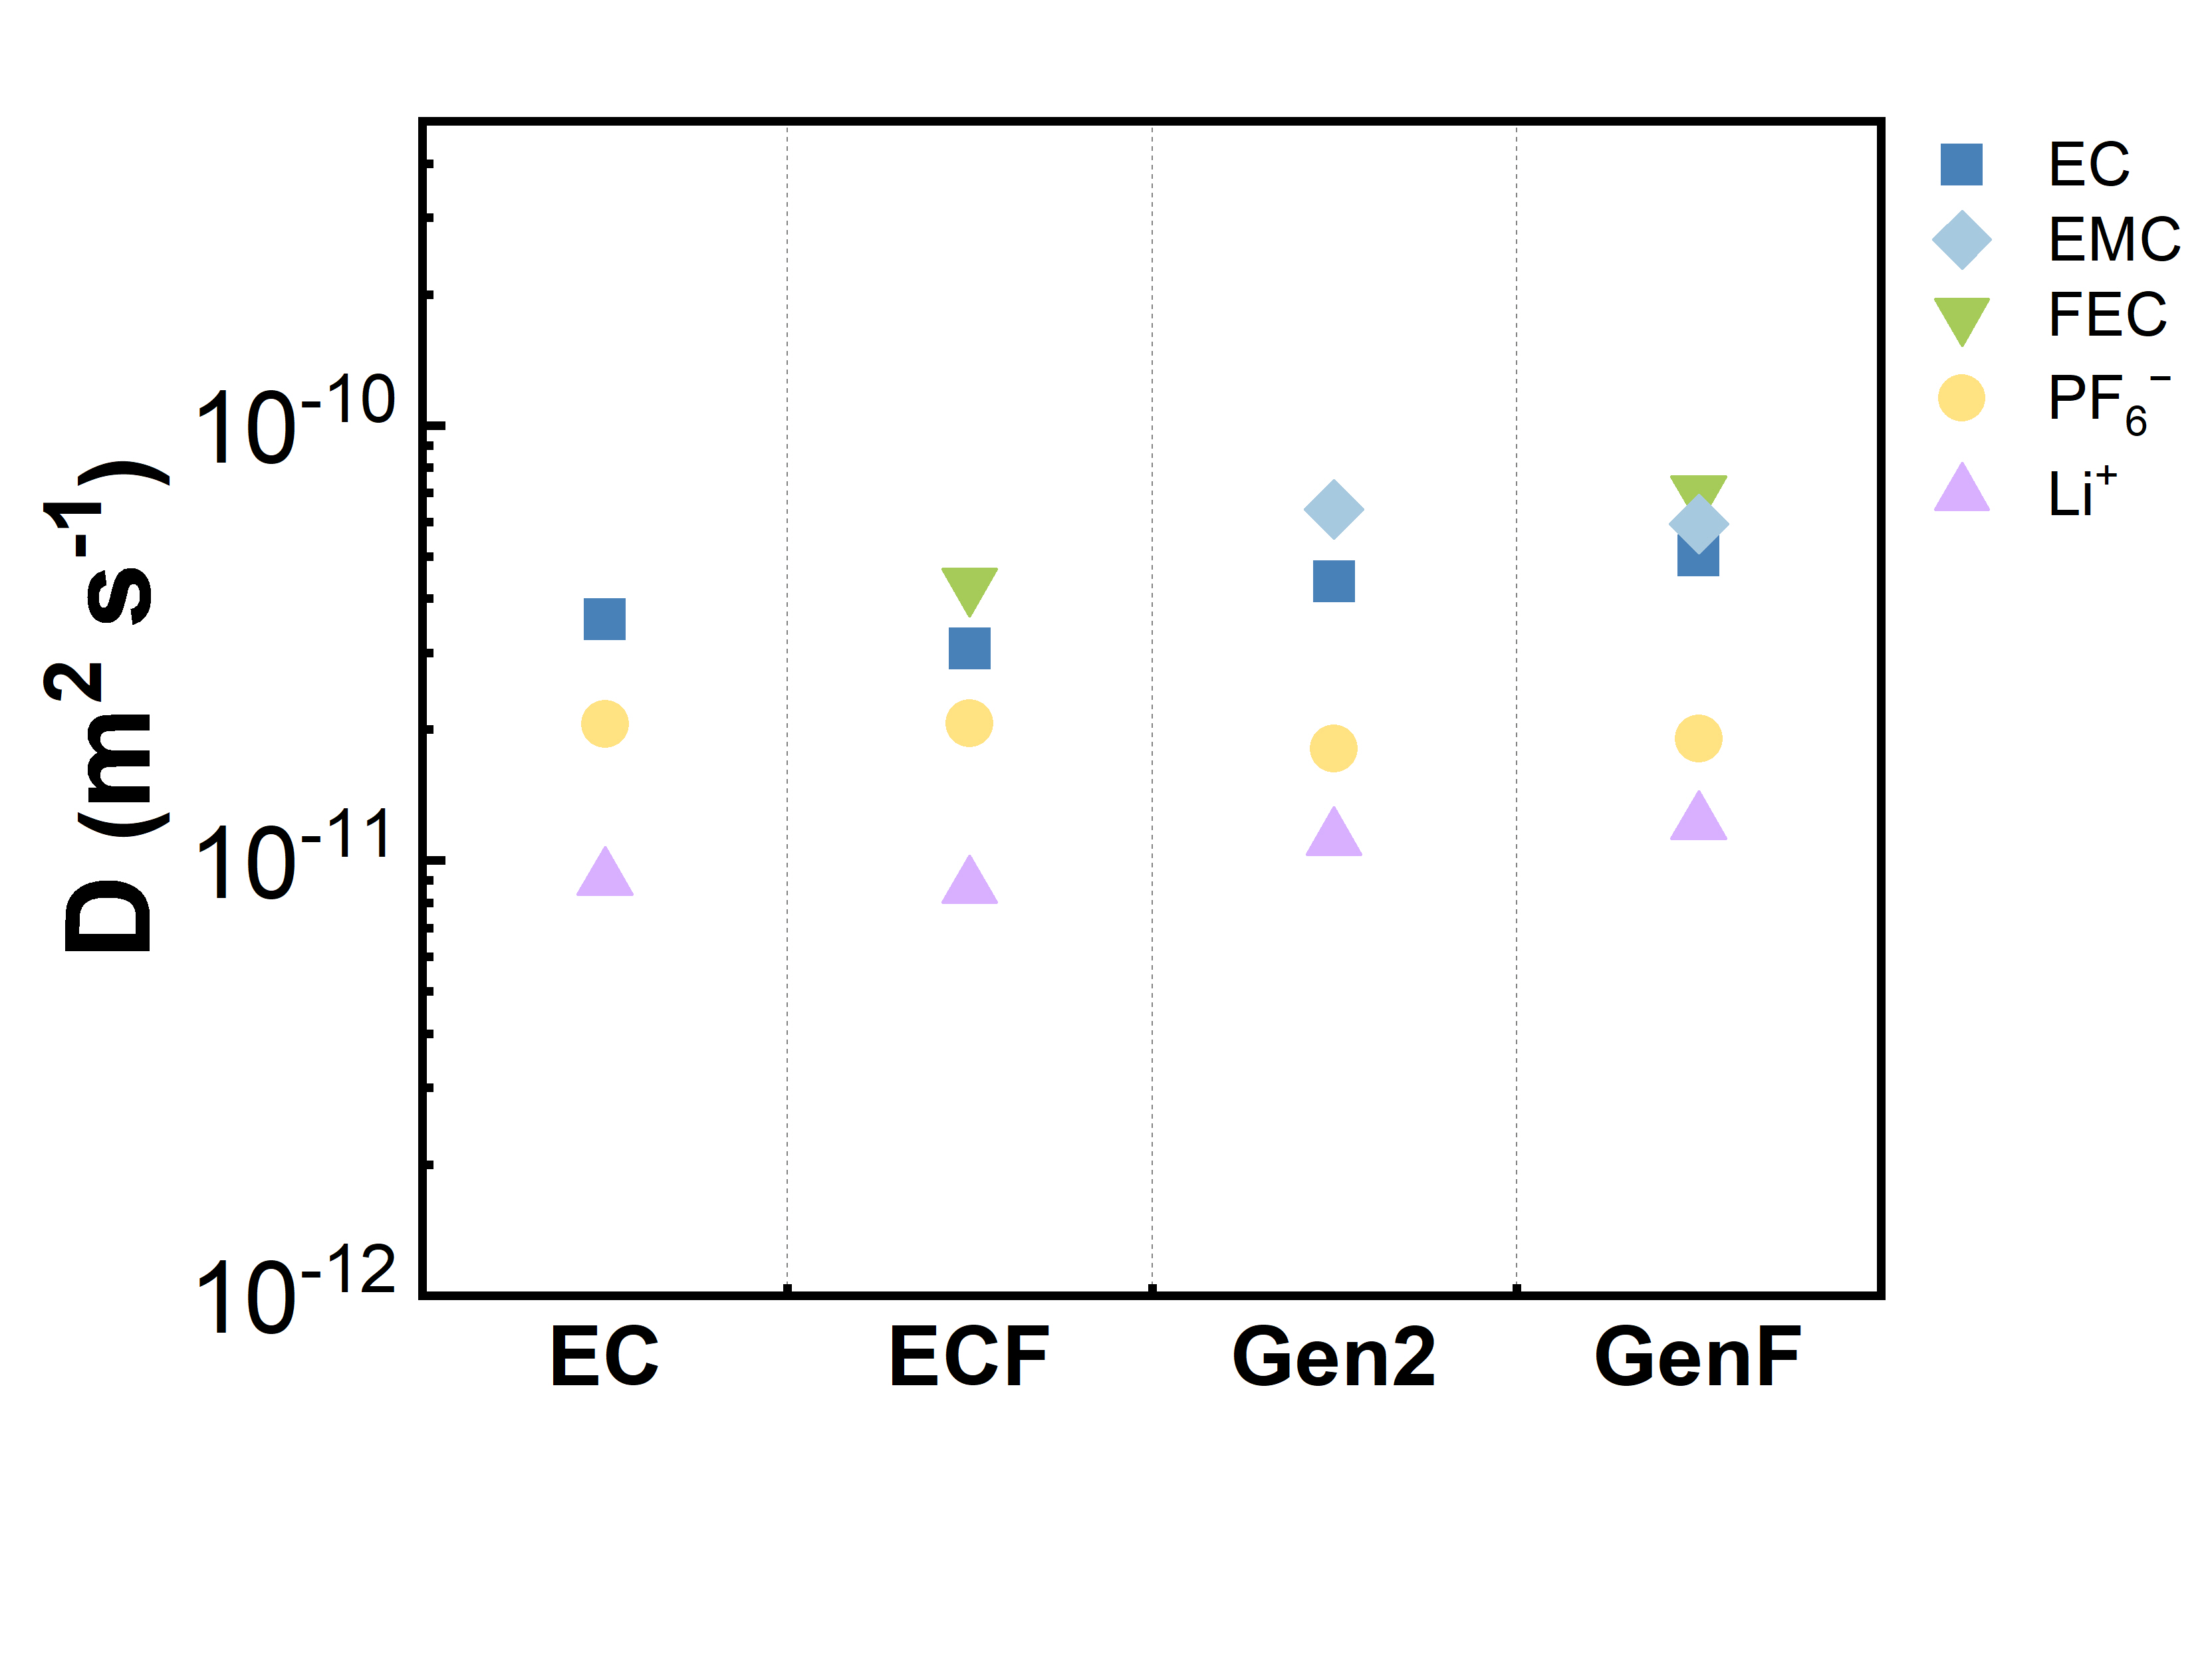 D (m² s⁻¹)
10⁻¹⁰
10⁻¹¹
10⁻¹²
EC
ECF
Gen2
GenF
EC
EMC
FEC
PF₆⁻
Li⁺